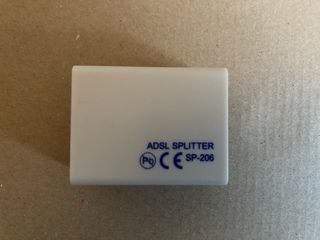 ADSL SPLITTER
Pb CE SP-206